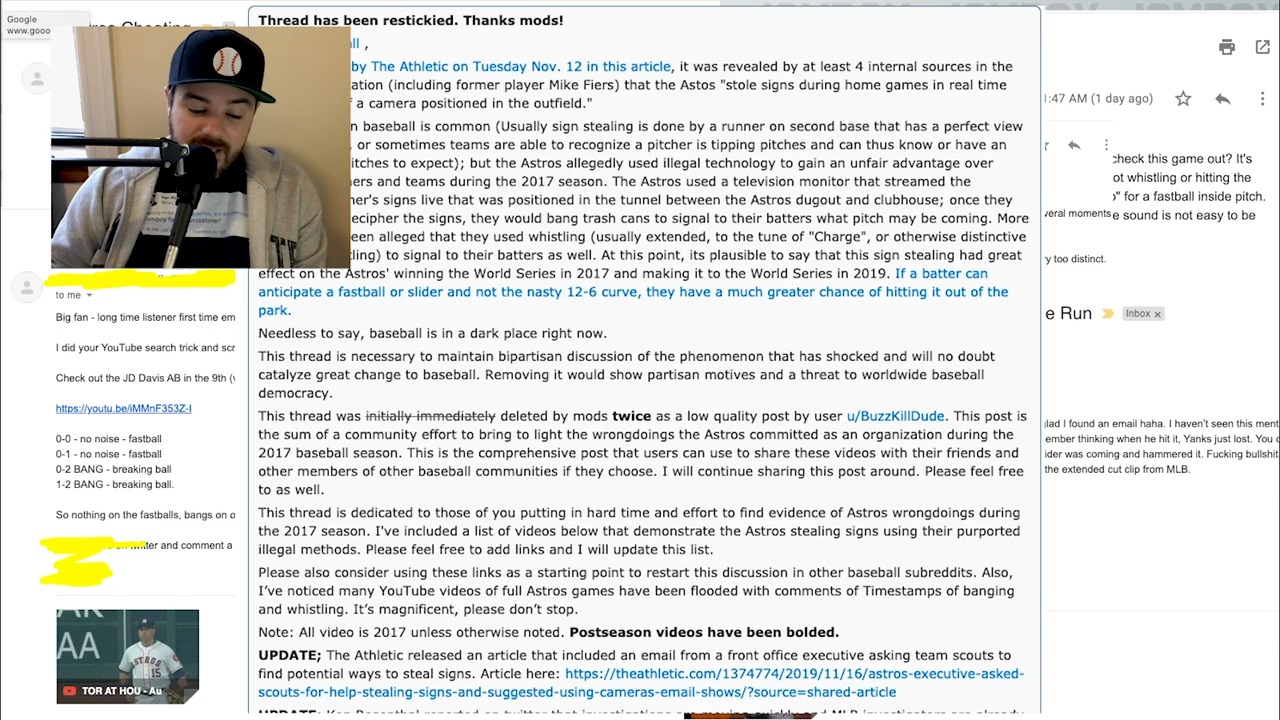 Google
www.gooo
Cheating
Thread has been restickied. Thanks mods!
ll ,
by The Athletic on Tuesday Nov. 12 in this article, it was revealed by at least 4 internal sources in the
ation (including former player Mike Fiers) that the Astos "stole signs during home games in real time
f a camera positioned in the outfield."
n baseball is common (Usually sign stealing is done by a runner on second base that has a perfect view
, or sometimes teams are able to recognize a pitcher is tipping pitches and can thus know or have an
itches to expect); but the Astros allegedly used illegal technology to gain an unfair advantage over
ers and teams during the 2017 season. The Astros used a television monitor that streamed the
er's signs live that was positioned in the tunnel between the Astros dugout and clubhouse; once they
ecipher the signs, they would bang trash cans to signal to their batters what pitch may be coming. More
een alleged that they used whistling (usually extended, to the tune of "Charge", or otherwise distinctive
ling) to signal to their batters as well. At this point, its plausible to say that this sign stealing had great
effect on the Astros' winning the World Series in 2017 and making it to the World Series in 2019. If a batter can
anticipate a fastball or slider and not the nasty 12-6 curve, they have a much greater chance of hitting it out of the
park.
Needless to say, baseball is in a dark place right now.
This thread is necessary to maintain bipartisan discussion of the phenomenon that has shocked and will no doubt
catalyze great change to baseball. Removing it would show partisan motives and a threat to worldwide baseball
democracy.
This thread was initially immediately deleted by mods twice as a low quality post by user u/BuzzKillDude. This post is
the sum of a community effort to bring to light the wrongdoings the Astros committed as an organization during the
2017 baseball season. This is the comprehensive post that users can use to share these videos with their friends and
other members of other baseball communities if they choose. I will continue sharing this post around. Please feel free
to as well.
This thread is dedicated to those of you putting in hard time and effort to find evidence of Astros wrongdoings during
the 2017 season. I've included a list of videos below that demonstrate the Astros stealing signs using their purported
illegal methods. Please feel free to add links and I will update this list.
Please also consider using these links as a starting point to restart this discussion in other baseball subreddits. Also,
I've noticed many YouTube videos of full Astros games have been flooded with comments of Timestamps of banging
and whistling. It's magnificent, please don't stop.
Note: All video is 2017 unless otherwise noted. Postseason videos have been bolded.
UPDATE; The Athletic released an article that included an email from a front office executive asking team scouts to
find potential ways to steal signs. Article here: https://theathletic.com/1374774/2019/11/16/astros-executive-asked-
scouts-for-help-stealing-signs-and-suggested-using-cameras-email-shows/?source=shared-article
to me
Big fan - long time listener first time em
I did your YouTube search trick and scr
Check out the JD Davis AB in the 9th (
https://youtu.be/iMMnF353Z-I
0-0 - no noise - fastball
0-1 - no noise - fastball
0-2 BANG - breaking ball
1-2 BANG - breaking ball.
So nothing on the fastballs, bangs on o
twitter and comment a
ASTROS
15
TOR AT HOU - Au
1:47 AM (1 day ago)
check this game out? It's
ot whistling or hitting the
" for a fastball inside pitch.
veral moments
e sound is not easy to be
ry too distinct.
e Run
Inbox x
glad I found an email haha. I haven't seen this ment
ember thinking when he hit it, Yanks just lost. You
ider was coming and hammered it. Fucking bullshit
the extended cut clip from MLB.